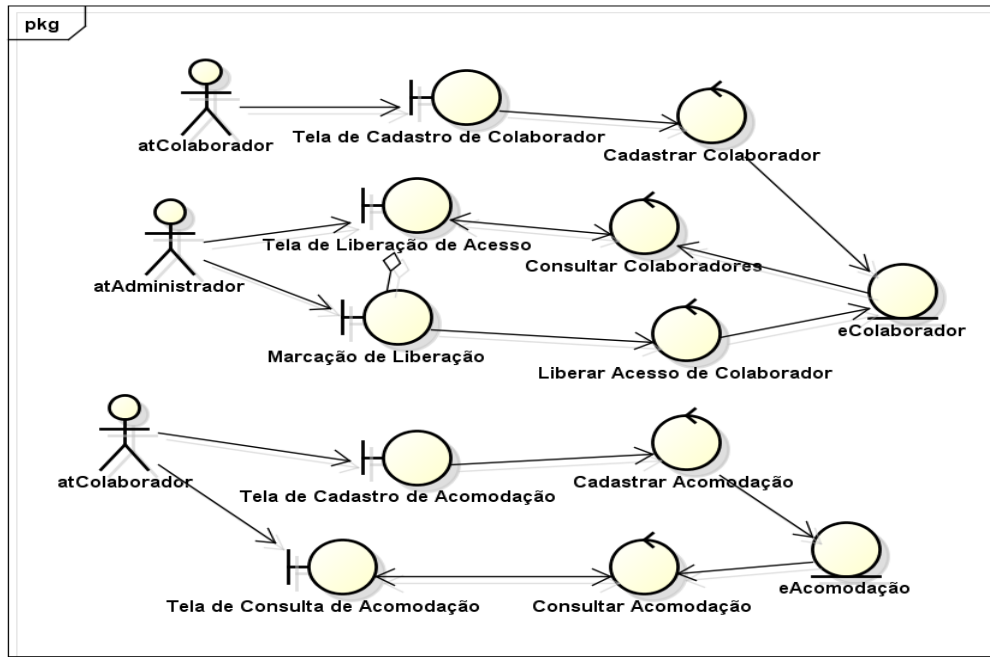 pkg
atColaborador
Tela de Cadastro de Colaborador
Cadastrar Colaborador
atAdministrador
Tela de Liberação de Acesso
Consultar Colaboradores
eColaborador
Marcação de Liberação
Liberar Acesso de Colaborador
atColaborador
Tela de Cadastro de Acomodação
Cadastrar Acomodação
Tela de Consulta de Acomodação
Consultar Acomodação
eAcomodação